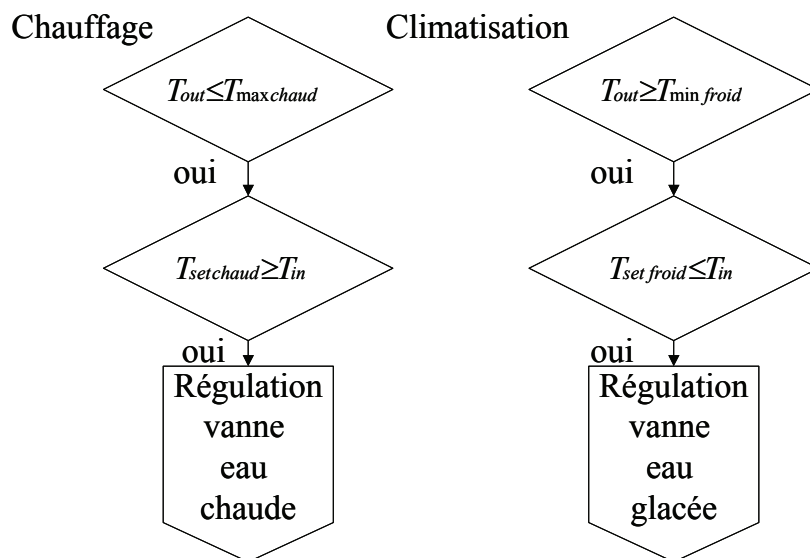 Chauffage
Tout≤Tmaxchaud
oui
Tsetchaud≥Tin
oui
Régulation
vanne
eau
chaude
Climatisation
Tout≥Tmin froid
oui
Tset froid≤Tin
oui
Régulation
vanne
eau
glacée